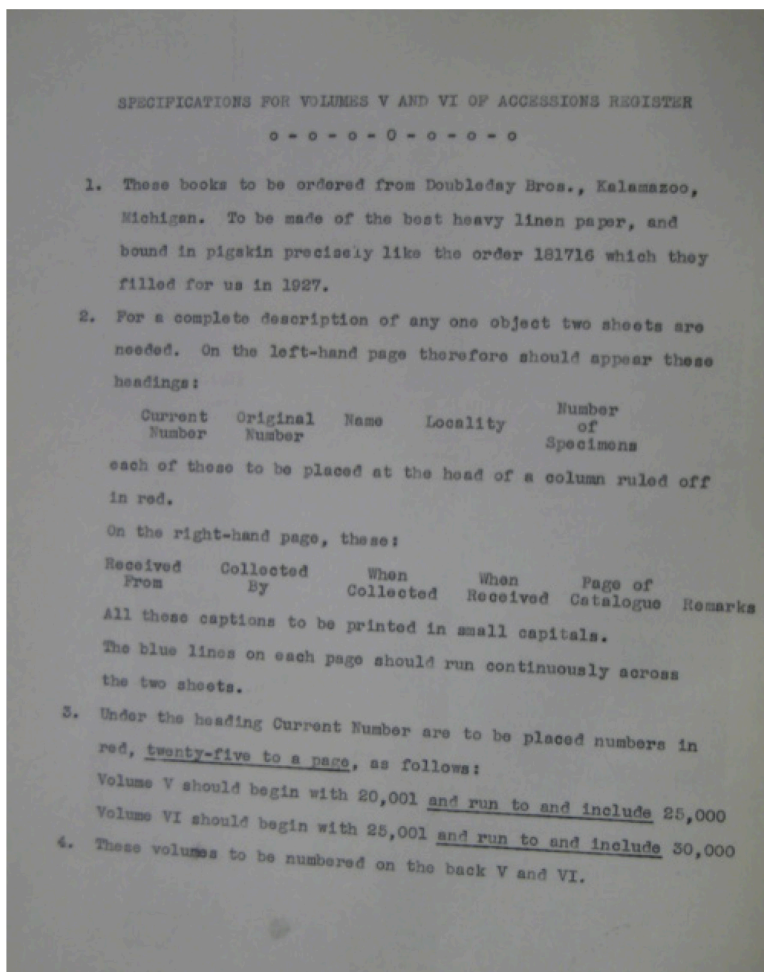 SPECIFICATIONS FOR VOLUMES V AND VI OF ACCESSIONS REGISTER
o - o - o - O - o - o - o
1. These books to be ordered from Doubleday Bros., Kalamazoo,
Michigan. To be made of the best heavy linen paper, and
bound in pigskin precisely like the order 181716 which they
filled for us in 1927.
2. For a complete description of any one object two sheets are
needed. On the left-hand page therefore should appear these
headings:
Current Number Original Number Name Locality Number of Specimens
each of these to be placed at the head of a column ruled off
in red.
On the right-hand page, these:
Received From Collected By When Collected When Received Page of Catalogue Remarks
All these captions to be printed in small capitals.
The blue lines on each page should run continuously across
the two sheets.
3. Under the heading Current Number are to be placed numbers in
red, twenty-five to a page, as follows:
Volume V should begin with 20,001 and run to and include 25,000
Volume VI should begin with 25,001 and run to and include 30,000
4. These volumes to be numbered on the back V and VI.